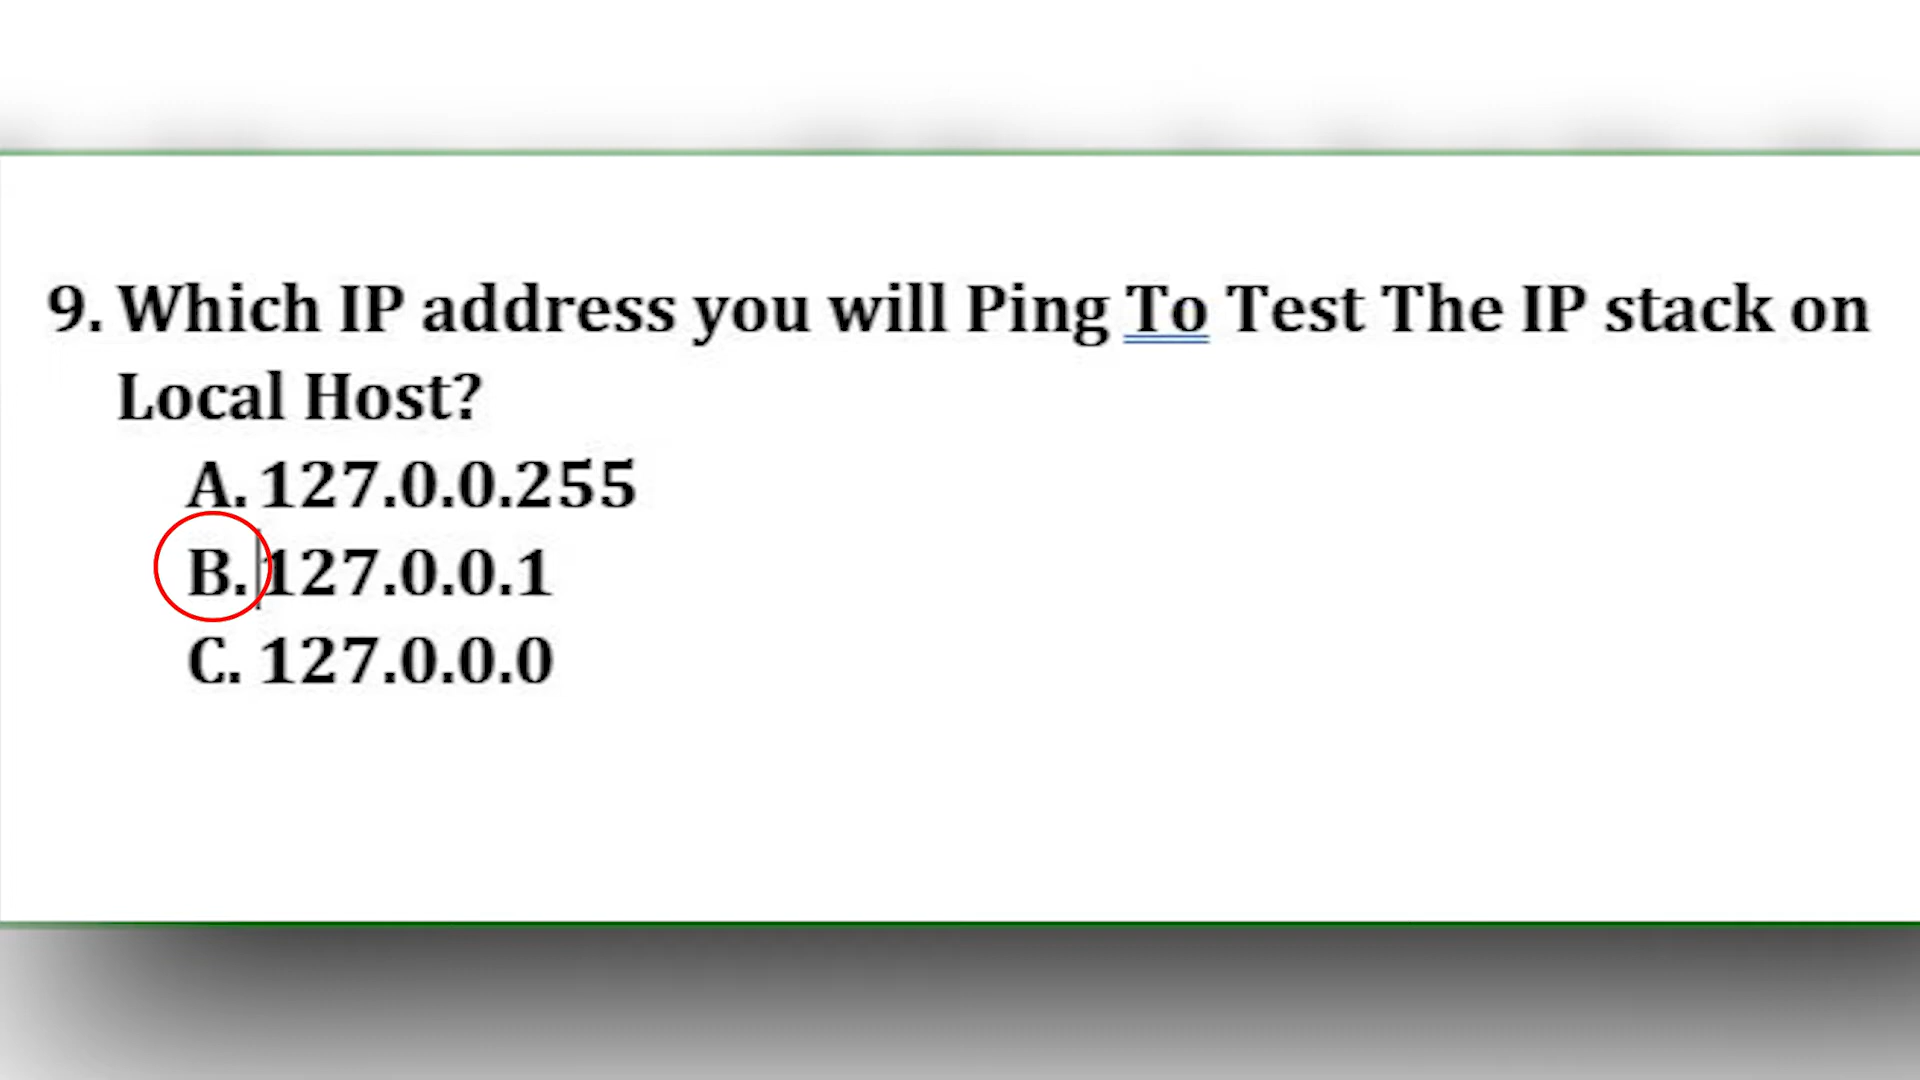 9. Which IP address you will Ping To Test The IP stack on
Local Host?
A. 127.0.0.255
B. 127.0.0.1
C. 127.0.0.0